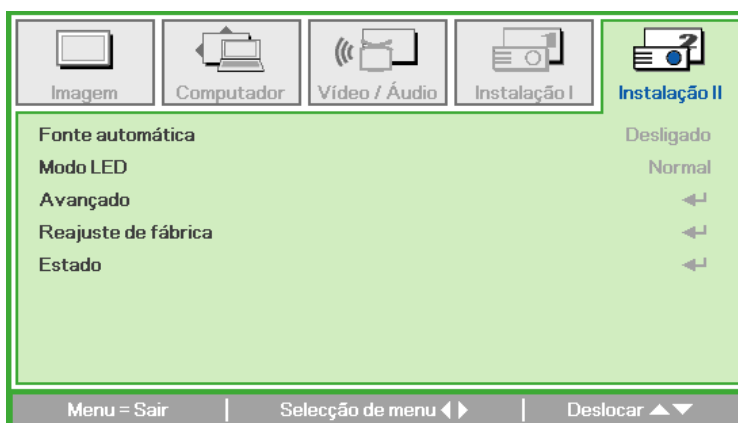 Imagem
Computador
Vídeo / Áudio
Instalação I
Instalação II
Fonte automática Desligado
Modo LED Normal
Avançado
Reajuste de fábrica
Estado
Menu = Sair
Selecção de menu
Deslocar